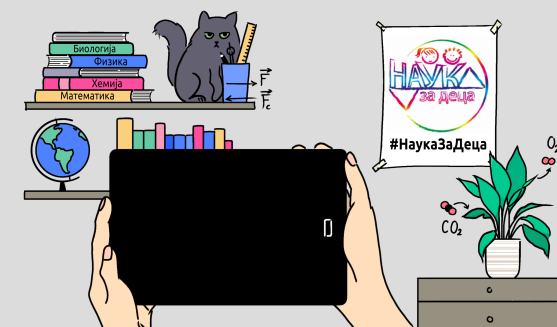 Биологија
Физика
Хемија
Математика
F
Fc
НАУКА
за деца
#НаукаЗаДеца
O₂
CO₂